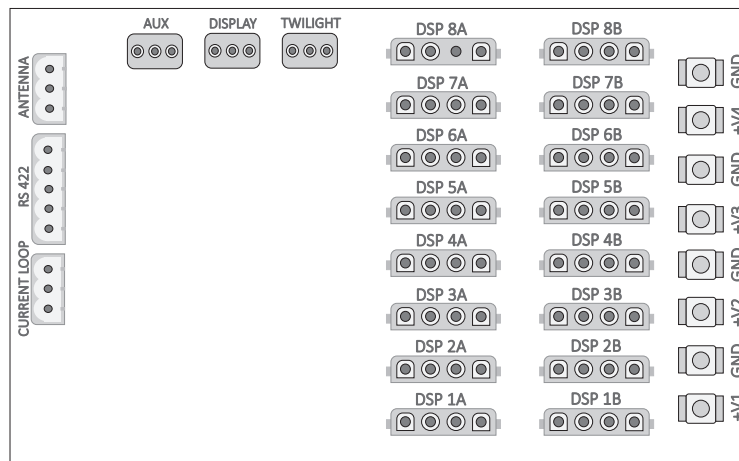 AUX
DISPLAY
TWILIGHT
ANTENNA
RS 422
CURRENT LOOP
DSP 8A
DSP 8B
DSP 7A
DSP 7B
DSP 6A
DSP 6B
DSP 5A
DSP 5B
DSP 4A
DSP 4B
DSP 3A
DSP 3B
DSP 2A
DSP 2B
DSP 1A
DSP 1B
GND
+V4
GND
+V3
GND
+V2
GND
+V1